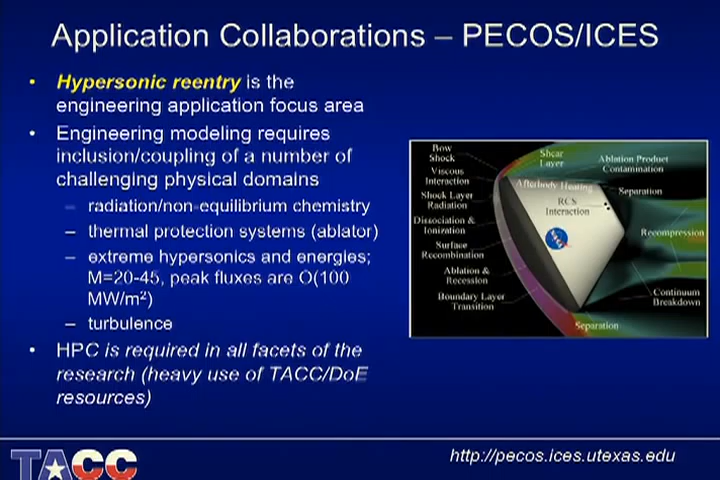 Application Collaborations – PECOS/ICES
• Hypersonic reentry is the
engineering application focus area
• Engineering modeling requires
inclusion/coupling of a number of
challenging physical domains
– radiation/non-equilibrium chemistry
– thermal protection systems (ablator)
– extreme hypersonics and energies;
M=20-45, peak fluxes are O(100
MW/m²)
– turbulence
• HPC is required in all facets of the
research (heavy use of TACC/DoE
resources)
Bow
Shock
Viscous
Interaction
Shock Layer
Radiation
Dissociation &
Ionization
Surface
Recombination
Ablation &
Recession
Boundary Layer
Transition
Shear
Layer
Afterbody Heating
RCS
Interaction
NASA
Ablation Product
Contamination
Separation
Recompression
Continuum
Breakdown
Separation
TACC
http://pecos.ices.utexas.edu